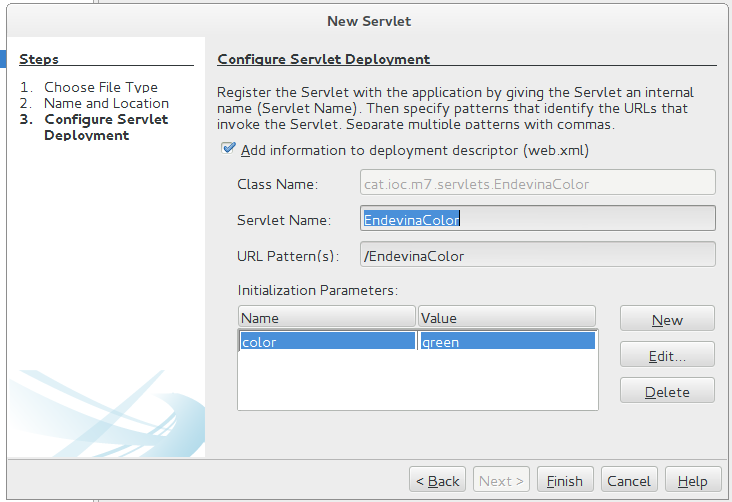 New Servlet
Steps
1. Choose File Type
2. Name and Location
3. Configure Servlet
Deployment
Configure Servlet Deployment
Register the Servlet with the application by giving the Servlet an internal
name (Servlet Name). Then specify patterns that identify the URLs that
invoke the Servlet. Separate multiple patterns with commas.
Add information to deployment descriptor (web.xml)
Class Name: cat.ioc.m7.servlets.EndevinaColor
Servlet Name: EndevinaColor
URL Pattern(s): /EndevinaColor
Initialization Parameters:
Name Value
color green
New
Edit...
Delete
< Back Next > Finish Cancel Help